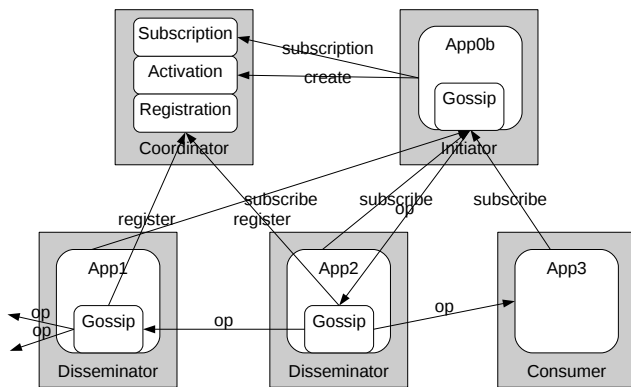 Subscription
Activation
Registration
Coordinator
subscription
create
App0b
Gossip
Initiator
register
subscribe
register
subscribe
op
subscribe
App1
Gossip
Disseminator
op
op
op
App2
Gossip
Disseminator
op
App3
Consumer